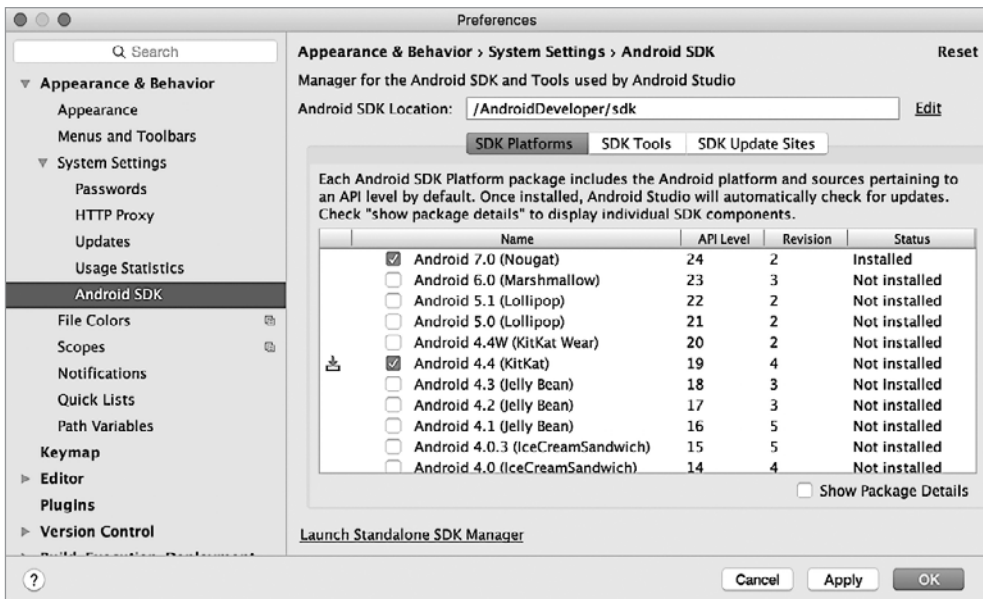 Preferences
Search
Appearance & Behavior
Appearance
Menus and Toolbars
System Settings
Passwords
HTTP Proxy
Updates
Usage Statistics
Android SDK
File Colors
Scopes
Notifications
Quick Lists
Path Variables
Keymap
Editor
Plugins
Version Control
Appearance & Behavior › System Settings › Android SDK Reset
Manager for the Android SDK and Tools used by Android Studio
Android SDK Location: /AndroidDeveloper/sdk Edit
SDK Platforms SDK Tools SDK Update Sites
Each Android SDK Platform package includes the Android platform and sources pertaining to
an API level by default. Once installed, Android Studio will automatically check for updates.
Check "show package details" to display individual SDK components.
Name API Level Revision Status
Android 7.0 (Nougat) 24 2 Installed
Android 6.0 (Marshmallow) 23 3 Not installed
Android 5.1 (Lollipop) 22 2 Not installed
Android 5.0 (Lollipop) 21 2 Not installed
Android 4.4W (KitKat Wear) 20 2 Not installed
Android 4.4 (KitKat) 19 4 Not installed
Android 4.3 (Jelly Bean) 18 3 Not installed
Android 4.2 (Jelly Bean) 17 3 Not installed
Android 4.1 (Jelly Bean) 16 5 Not installed
Android 4.0.3 (IceCreamSandwich) 15 5 Not installed
Android 4.0 (IceCreamSandwich) 14 4 Not installed
Show Package Details
Launch Standalone SDK Manager
? Cancel Apply OK